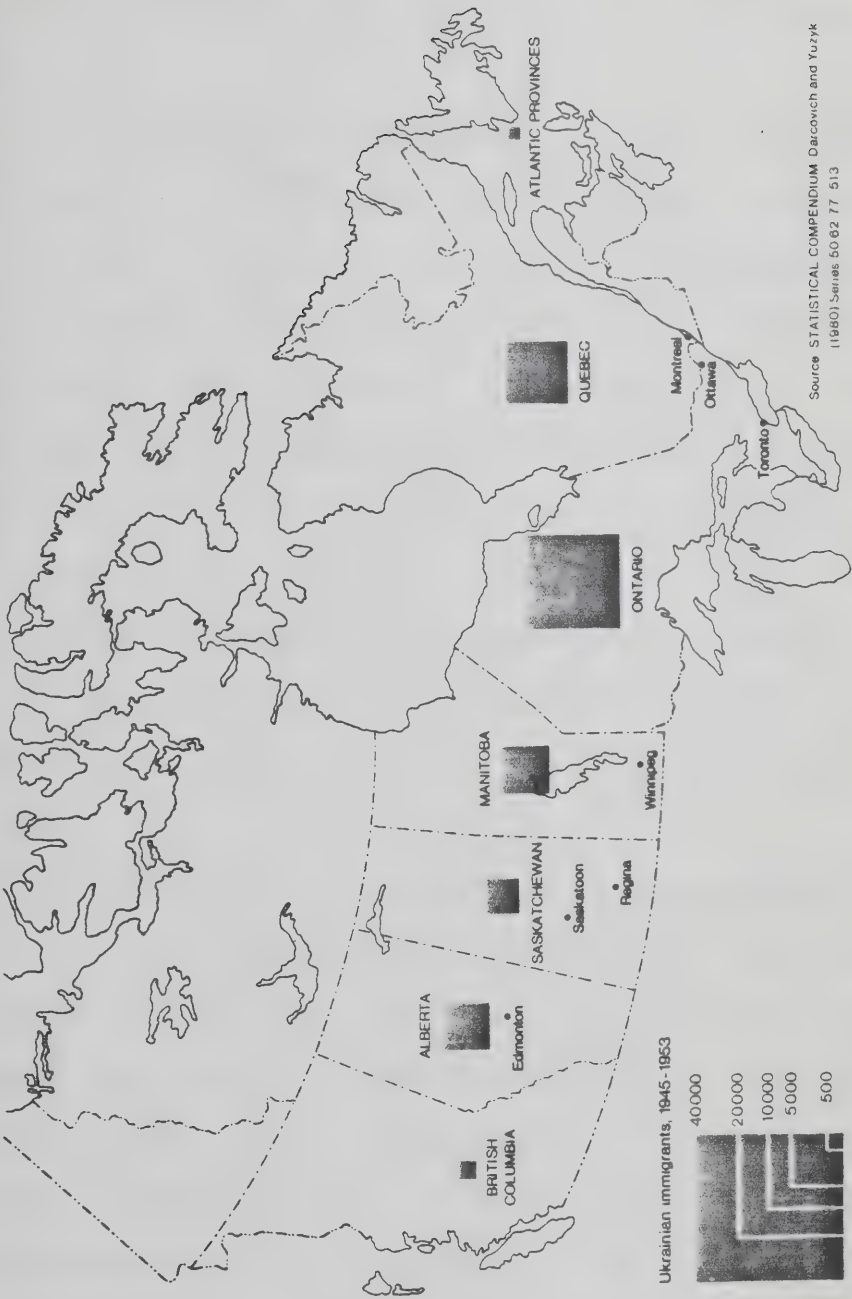 ATLANTIC PROVINCES
QUEBEC
Montreal
Ottawa
Toronto
ONTARIO
MANITOBA
Winnipeg
SASKATCHEWAN
Saskatoon
Regina
ALBERTA
Edmonton
BRITISH
COLUMBIA
Ukrainian immigrants, 1945-1953
40000
20000
10000
5000
500
Source STATISTICAL COMPENDIUM Darcovich and Yuzyk
(1980) Series 50 62 77 513